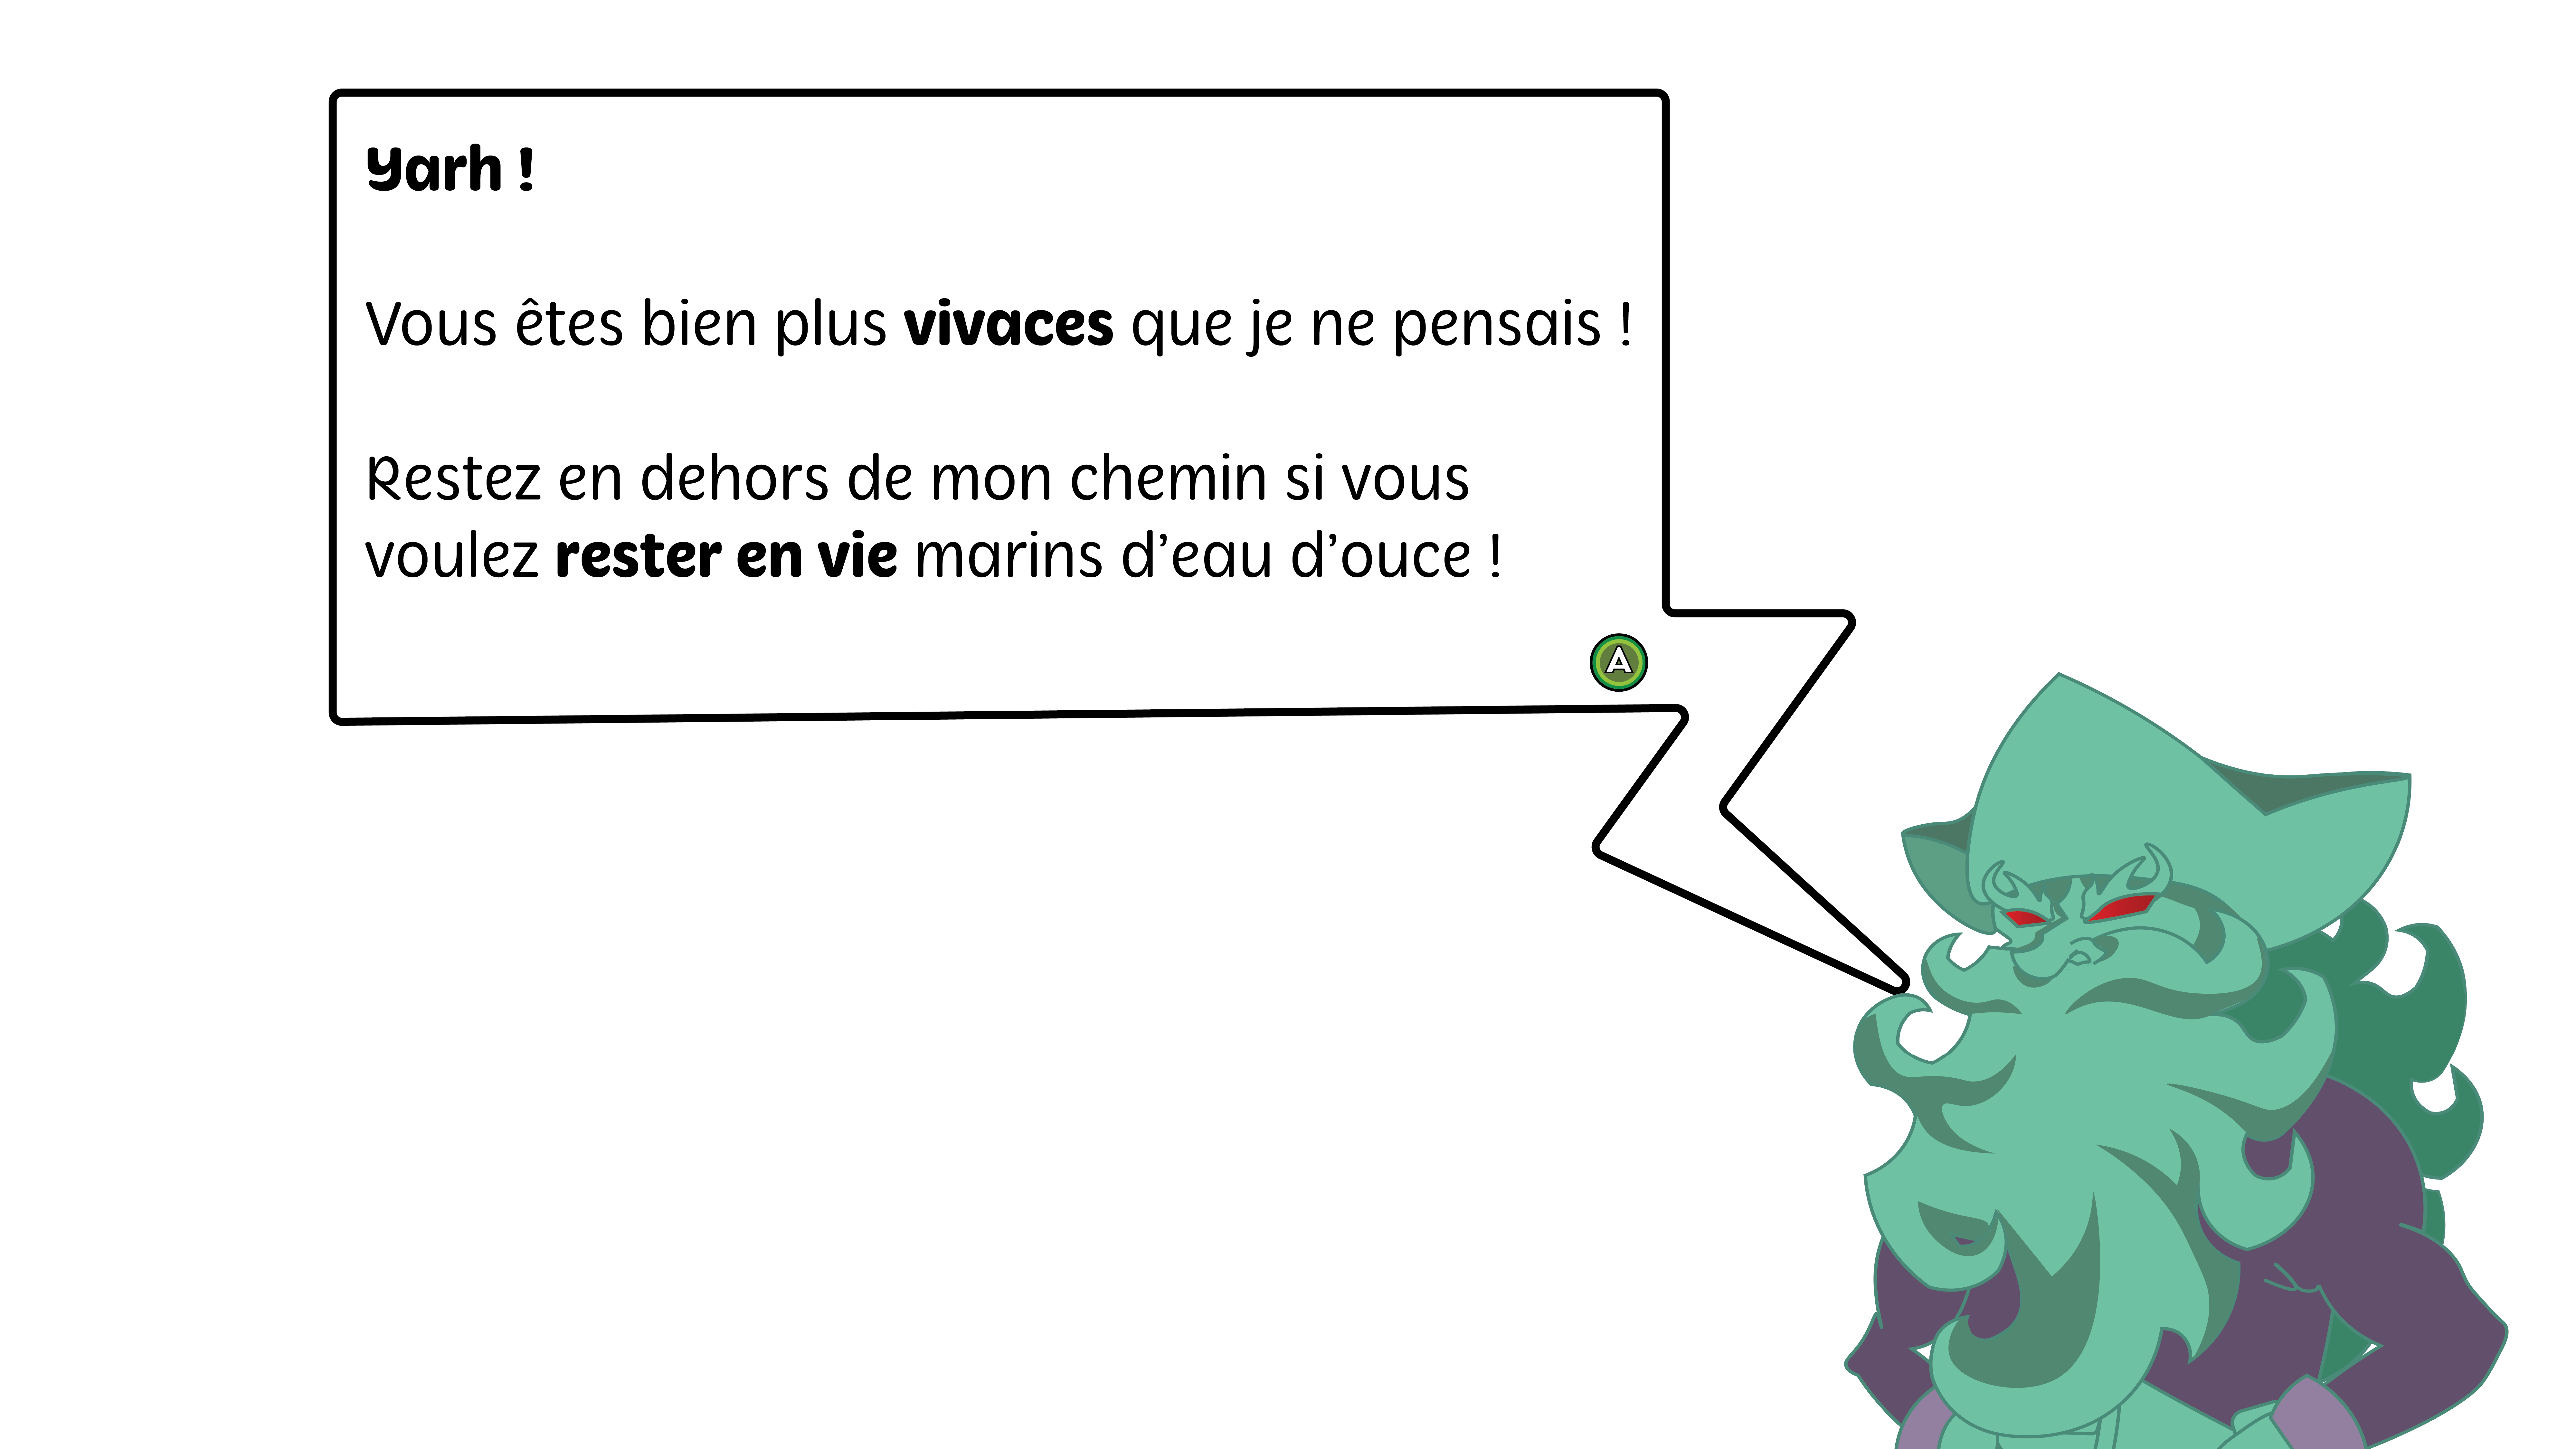 Yarh !
Vous êtes bien plus vivaces que je ne pensais !
Restez en dehors de mon chemin si vous
voulez rester en vie marins d’eau d’ouce !
A